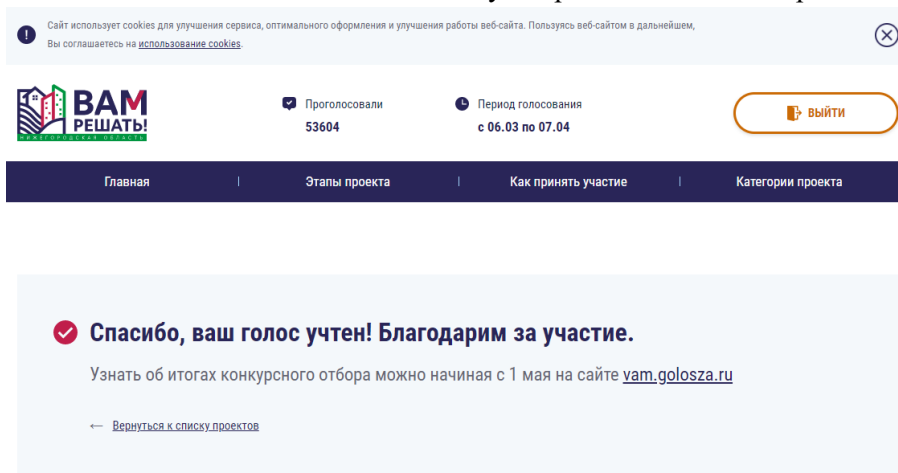 Сайт использует cookies для улучшения сервиса, оптимального оформления и улучшения работы веб-сайта. Пользуясь веб-сайтом в дальнейшем,
Вы соглашаетесь на использование cookies.
ВАМ
РЕШАТЬ!
НИЖЕГОРОДСКАЯ ОБЛАСТЬ
Проголосовали
53604
Период голосования
с 06.03 по 07.04
ВЫЙТИ
Главная
Этапы проекта
Как принять участие
Категории проекта
Спасибо, ваш голос учтен! Благодарим за участие.
Узнать об итогах конкурсного отбора можно начиная с 1 мая на сайте vam.golosza.ru
← Вернуться к списку проектов